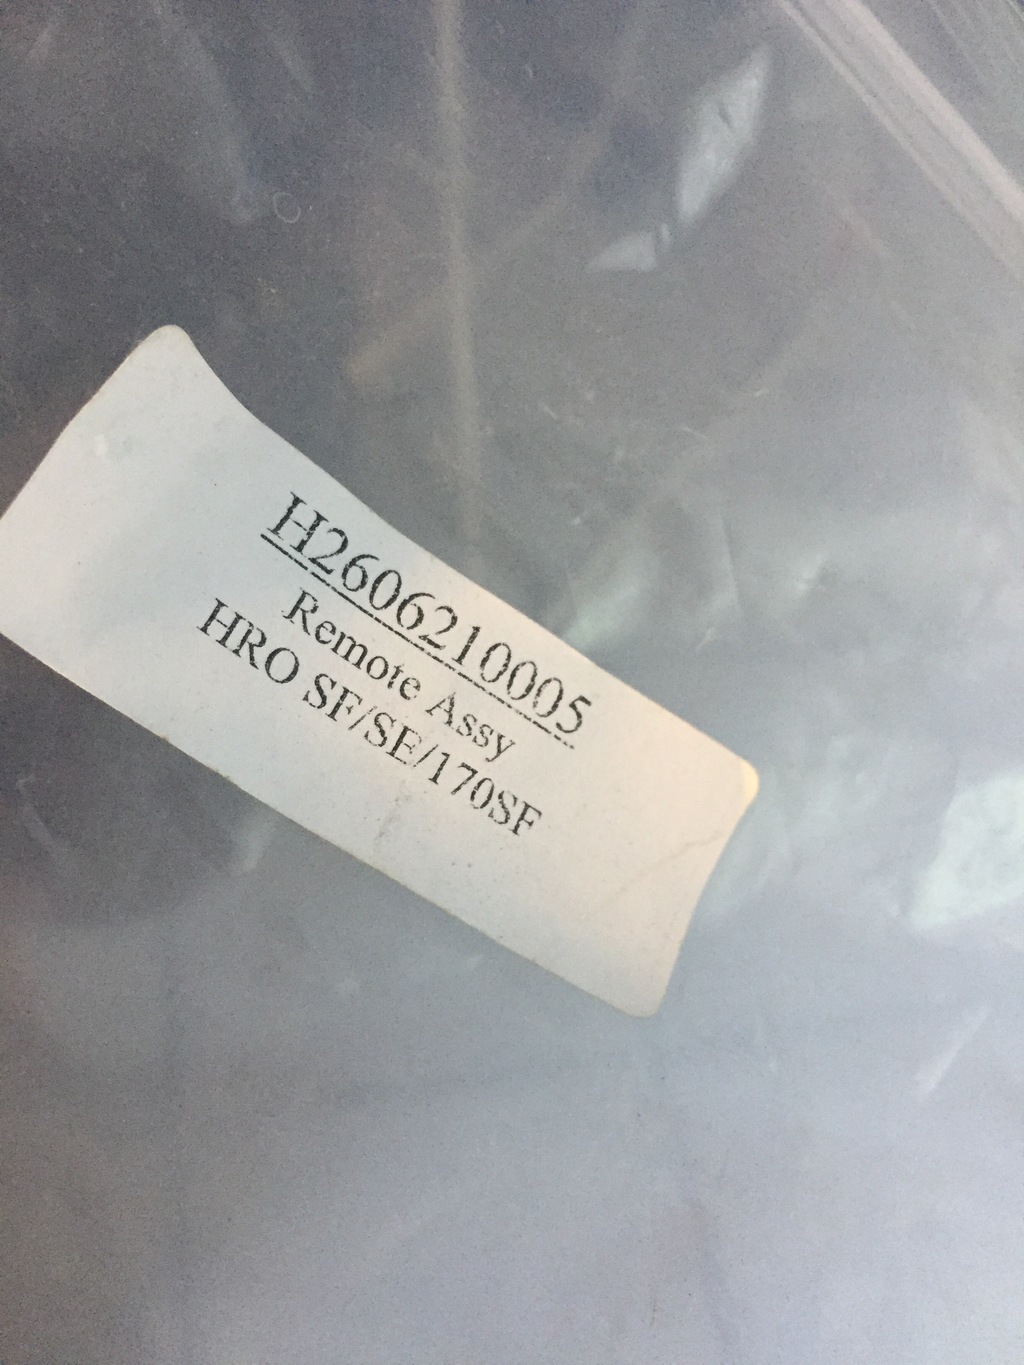 H2606210005
Remote Assy
HRO SF/SE/170SF